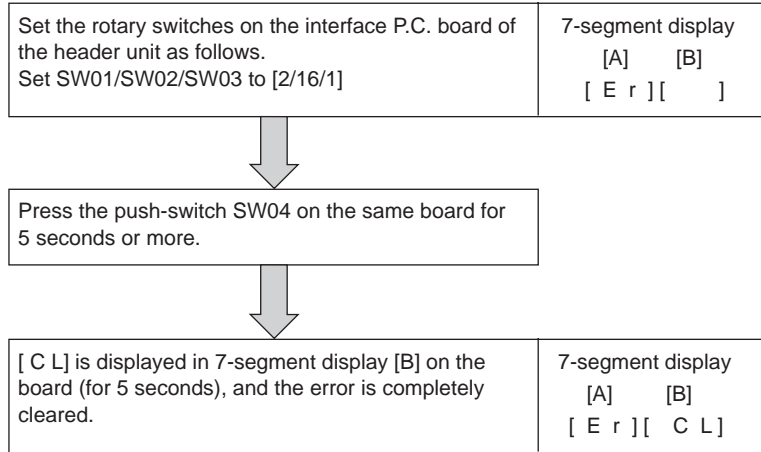 Set the rotary switches on the interface P.C. board of
the header unit as follows.
Set SW01/SW02/SW03 to [2/16/1]
7-segment display
[A] [B]
[ E r ] [ ]
Press the push-switch SW04 on the same board for
5 seconds or more.
[ C L] is displayed in 7-segment display [B] on the
board (for 5 seconds), and the error is completely
cleared.
7-segment display
[A] [B]
[ E r ] [ C L ]